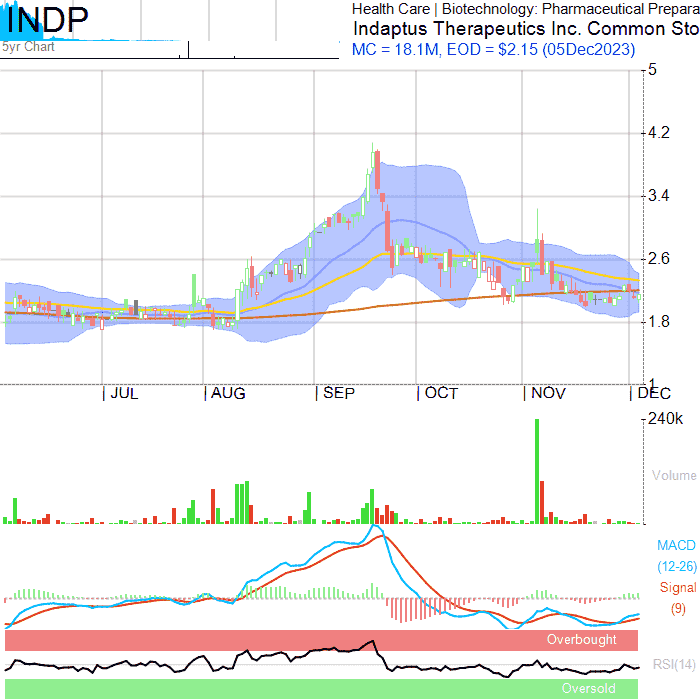 INDP
Health Care | Biotechnology: Pharmaceutical Prepara
Indaptus Therapeutics Inc. Common Sto
MC = 18.1M, EOD = $2.15 (05Dec2023)
5yr Chart
5
4.2
3.4
2.6
1.8
1
JUL
AUG
SEP
OCT
NOV
DEC
240k
Volume
MACD
(12-26)
Signal
(9)
Overbought
RSI(14)
Oversold